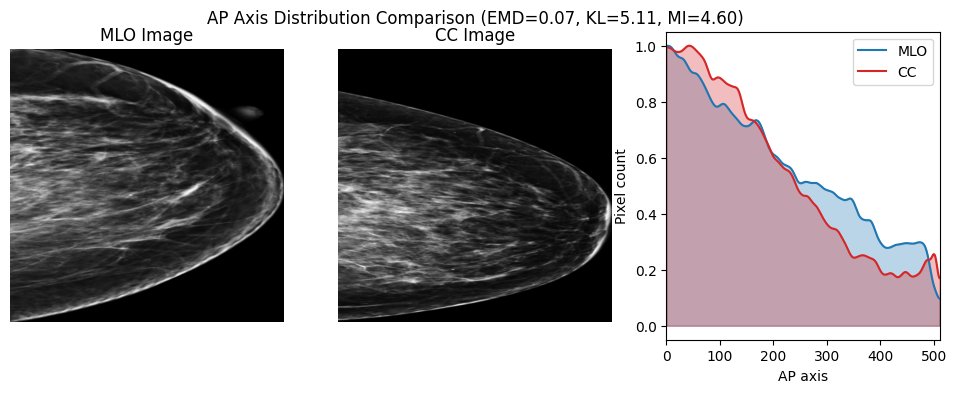 AP Axis Distribution Comparison (EMD=0.07, KL=5.11, MI=4.60)
MLO Image
CC Image
MLO
CC
Pixel count
1.0
0.8
0.6
0.4
0.2
0.0
0 100 200 300 400 500
AP axis